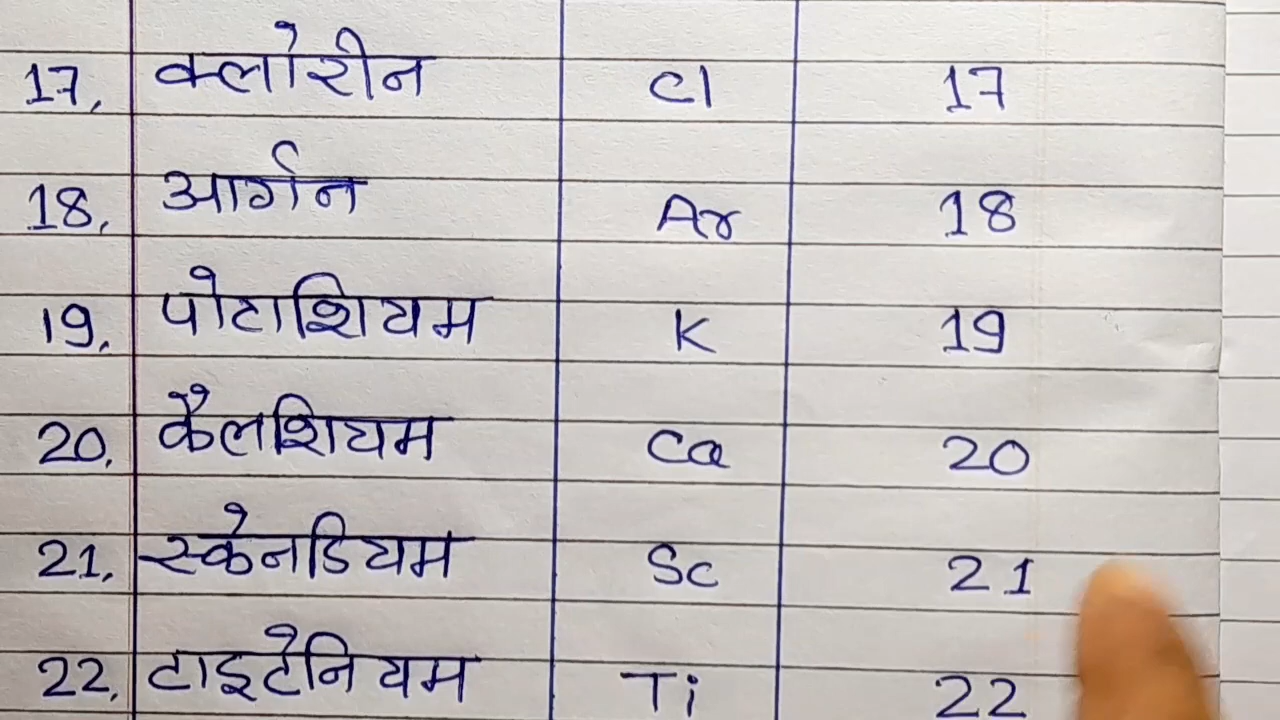 17. क्लोरीन Cl 17
18. आर्गन Ar 18
19. पोटाशियम K 19
20. कैलशियम Ca 20
21. स्केनडियम Sc 21
22. टाइटेनियम Ti 22